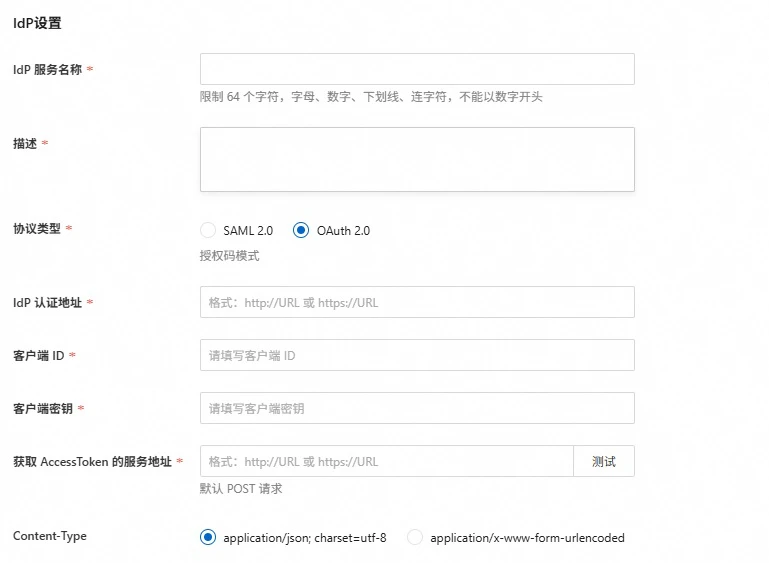 IdP设置
IdP 服务名称 *
限制 64 个字符，字母、数字、下划线、连字符，不能以数字开头
描述 *
协议类型 * SAML 2.0 OAuth 2.0
授权码模式
IdP 认证地址 * 格式：http://URL 或 https://URL
客户端 ID * 请填写客户端 ID
客户端密钥 * 请填写客户端密钥
获取 AccessToken 的服务地址 * 格式：http://URL 或 https://URL 测试
默认 POST 请求
Content-Type application/json; charset=utf-8 application/x-www-form-urlencoded